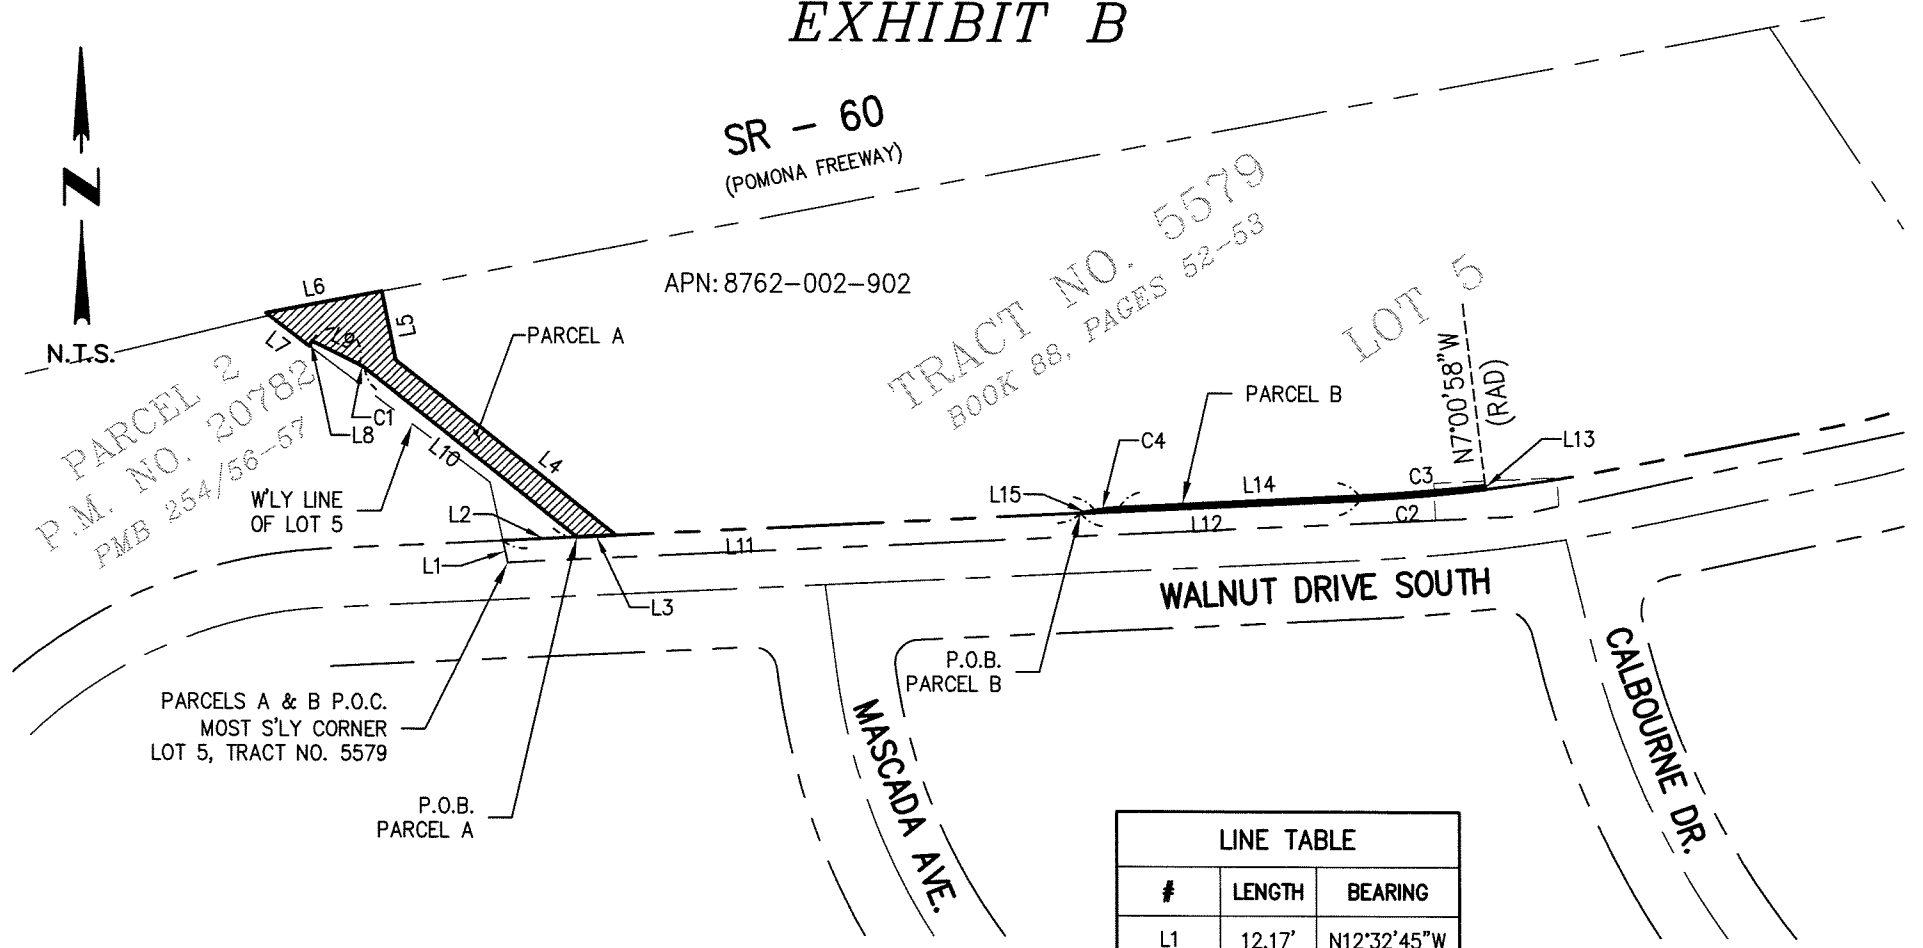 EXHIBIT B
SR - 60
(POMONA FREEWAY)
N
N.T.S.
TRACT NO. 5579
BOOK 88, PAGES 52-53
LOT 5
APN: 8762-002-902
L6
L5
L7
L9
PARCEL A
PARCEL 2
P.M. NO. 20782
PMB 254/56-57
C1
L8
L10
L4
W'LY LINE
OF LOT 5
L2
L1
L3
L11
PARCEL B
C4
N7°00'58"W
(RAD)
L13
L15
L14
C3
L12
C2
WALNUT DRIVE SOUTH
P.O.B.
PARCEL B
PARCELS A & B P.O.C.
MOST S'LY CORNER
LOT 5, TRACT NO. 5579
P.O.B.
PARCEL A
MASCADA AVE.
CALBOURNE DR.
LINE TABLE
# LENGTH BEARING
L1 12.17' N12°32'45"W